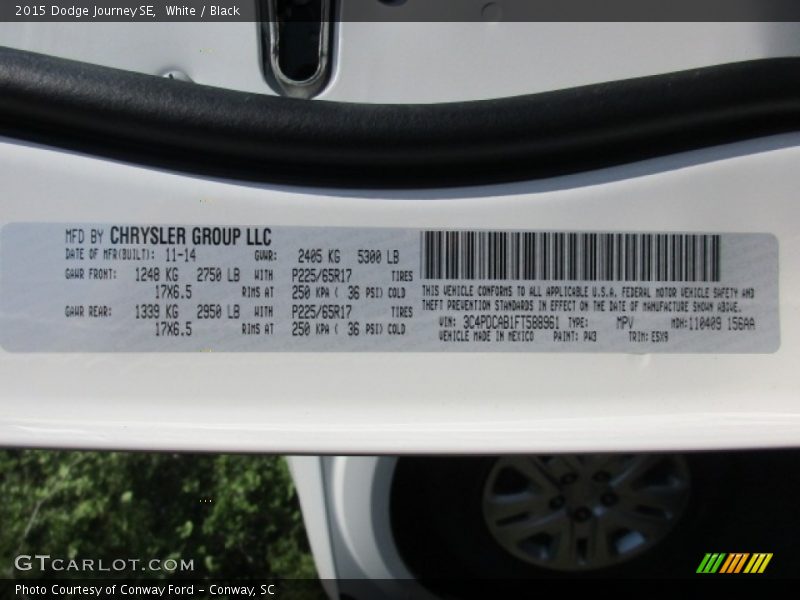 2015 Dodge Journey SE, White / Black
MFD BY CHRYSLER GROUP LLC
DATE OF MFR(BUILT): 11-14 GVWR: 2405 KG 5300 LB
GAWR FRONT: 1248 KG 2750 LB WITH P225/65R17 TIRES
17X6.5 RIMS AT 250 KPA ( 36 PSI) COLD
GAWR REAR: 1339 KG 2950 LB WITH P225/65R17 TIRES
17X6.5 RIMS AT 250 KPA ( 36 PSI) COLD
THIS VEHICLE CONFORMS TO ALL APPLICABLE U.S.A. FEDERAL MOTOR VEHICLE SAFETY AND
THEFT PREVENTION STANDARDS IN EFFECT ON THE DATE OF MANUFACTURE SHOWN ABOVE.
VIN: 3C4PDCAB1FT588961 TYPE: MPV MDH: 110409 156AA
VEHICLE MADE IN MEXICO PAINT: PW3 TRIM: E5X9
GTCARLOT.COM
Photo Courtesy of Conway Ford - Conway, SC